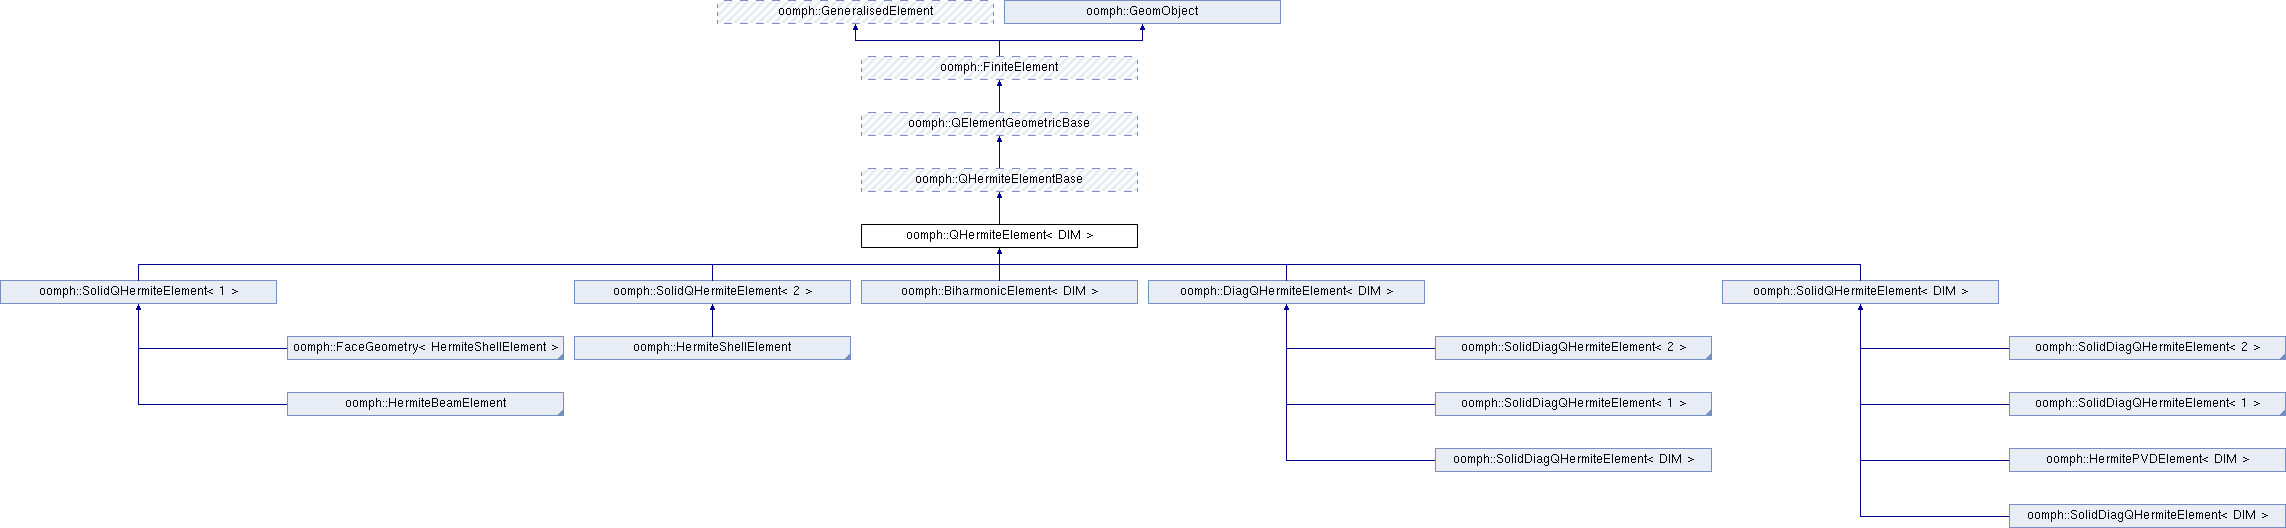 oomph::GeneralisedElement
oomph::GeomObject
oomph::FiniteElement
oomph::QElementGeometricBase
oomph::QHermiteElementBase
oomph::QHermiteElement< DIM >
oomph::SolidQHermiteElement< 1 >
oomph::SolidQHermiteElement< 2 >
oomph::BiharmonicElement< DIM >
oomph::DiagQHermiteElement< DIM >
oomph::SolidQHermiteElement< DIM >
oomph::FaceGeometry< HermiteShellElement >
oomph::HermiteShellElement
oomph::SolidDiagQHermiteElement< 2 >
oomph::SolidDiagQHermiteElement< 2 >
oomph::HermiteBeamElement
oomph::SolidDiagQHermiteElement< 1 >
oomph::SolidDiagQHermiteElement< 1 >
oomph::SolidDiagQHermiteElement< DIM >
oomph::HermitePVDElement< DIM >
oomph::SolidDiagQHermiteElement< DIM >